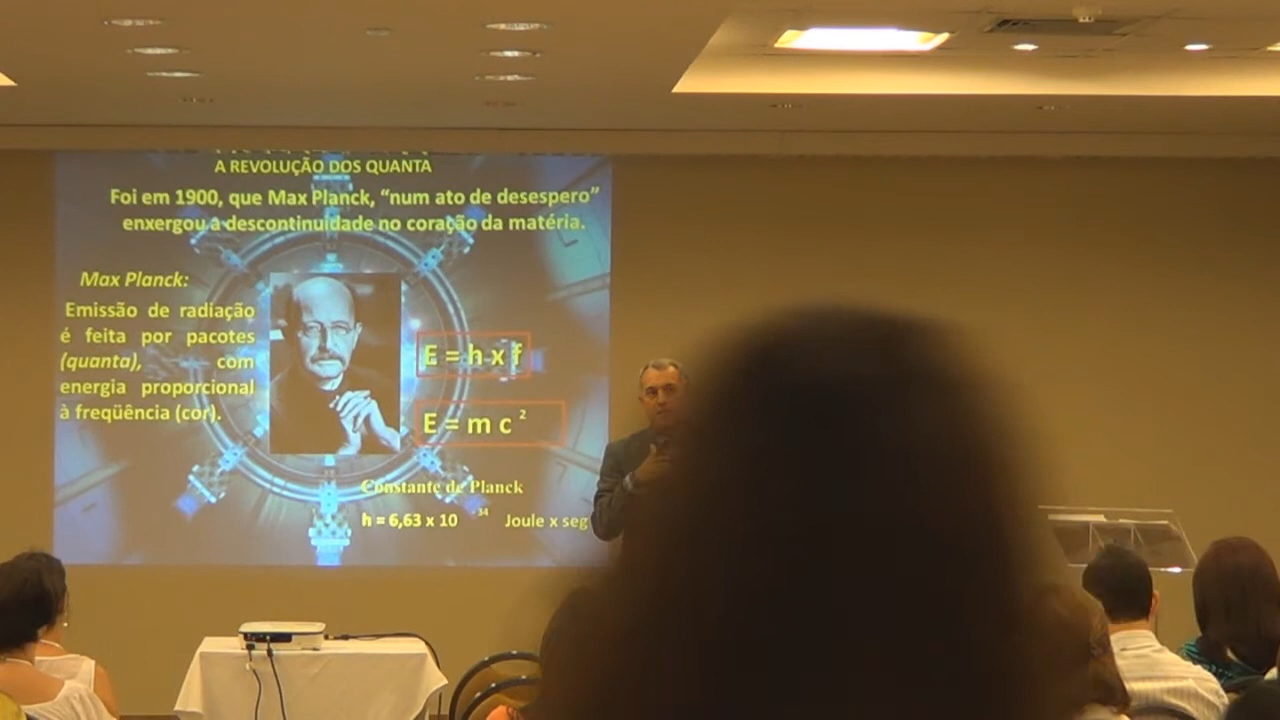 A REVOLUÇÃO DOS QUANTA
Foi em 1900, que Max Planck, “num ato de desespero”
enxergou a descontinuidade no coração da matéria.
Max Planck:
Emissão de radiação
é feita por pacotes
(quanta), com
energia proporcional
à freqüência (cor).
E = h x f
E = m c ²
Constante de Planck
h = 6,63 x 10 ⁻³⁴ Joule x seg